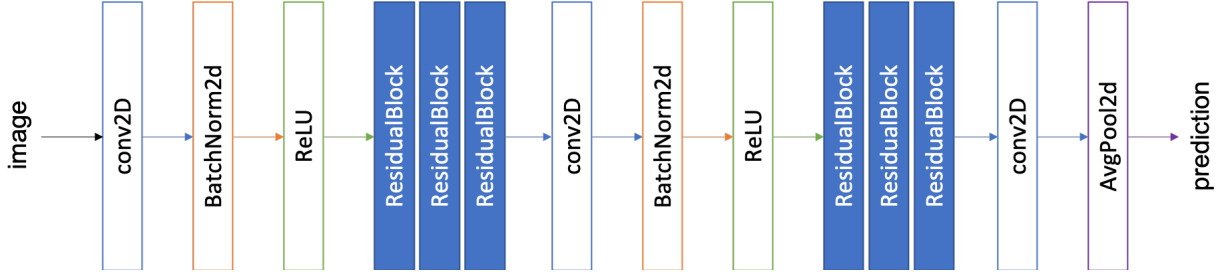 image
conv2D
BatchNorm2d
ReLU
ResidualBlock
ResidualBlock
ResidualBlock
conv2D
BatchNorm2d
ReLU
ResidualBlock
ResidualBlock
ResidualBlock
conv2D
AvgPool2d
prediction